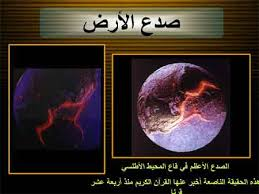 صدع الأرض
الصدع الأعظم في قاع المحيط الأطلسي
هذه الحقيقة الناصعة أخبر عنها القرآن الكريم منذ أربعة عشر
قرنا